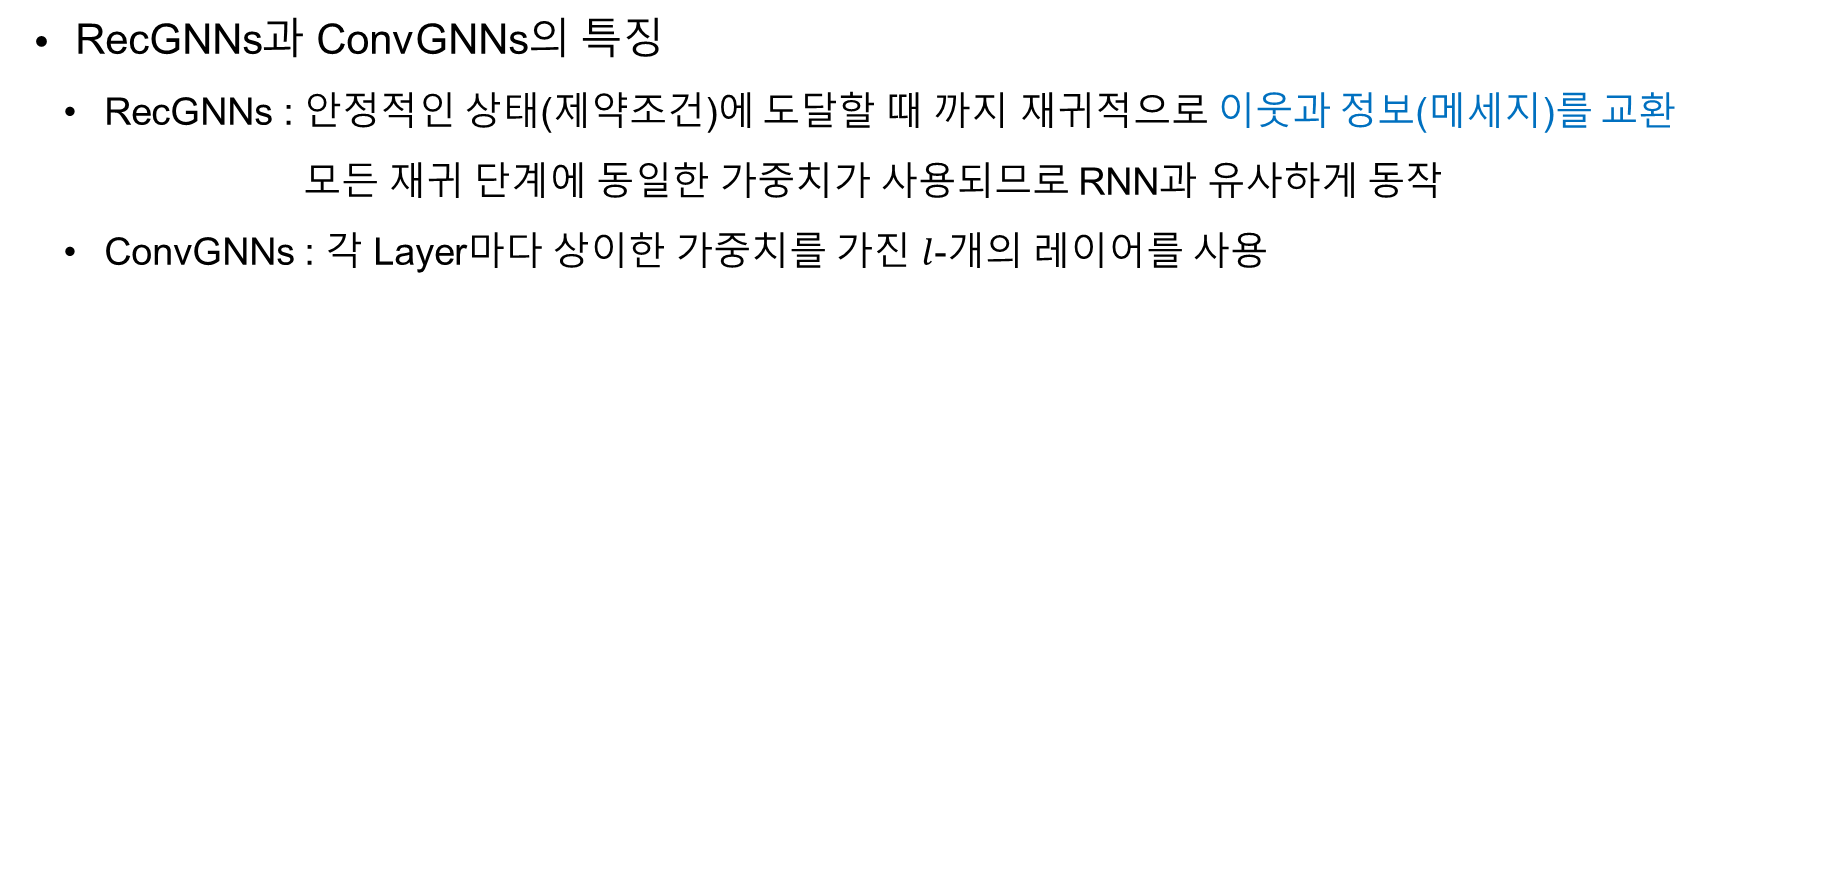 • RecGNNs과 ConvGNNs의 특징
• RecGNNs : 안정적인 상태(제약조건)에 도달할 때 까지 재귀적으로 이웃과 정보(메세지)를 교환
모든 재귀 단계에 동일한 가중치가 사용되므로 RNN과 유사하게 동작
• ConvGNNs : 각 Layer마다 상이한 가중치를 가진 l-개의 레이어를 사용